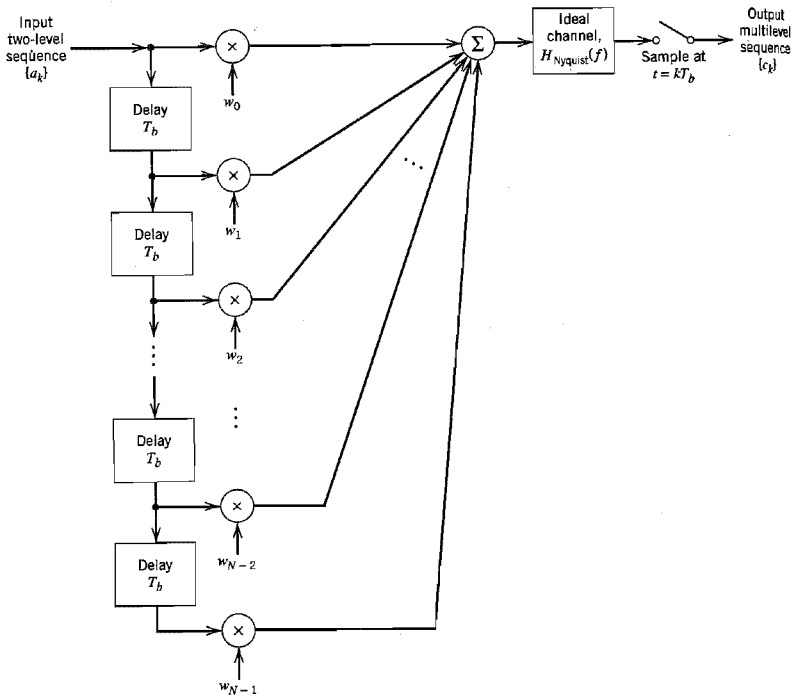 Input
two-level
sequence
{a_k}
×
w_0
Σ
Ideal
channel,
H_Nyquist(f)
Sample at
t = kT_b
Output
multilevel
sequence
{c_k}
Delay
T_b
×
w_1
Delay
T_b
×
w_2
Delay
T_b
×
w_{N-2}
Delay
T_b
×
w_{N-1}